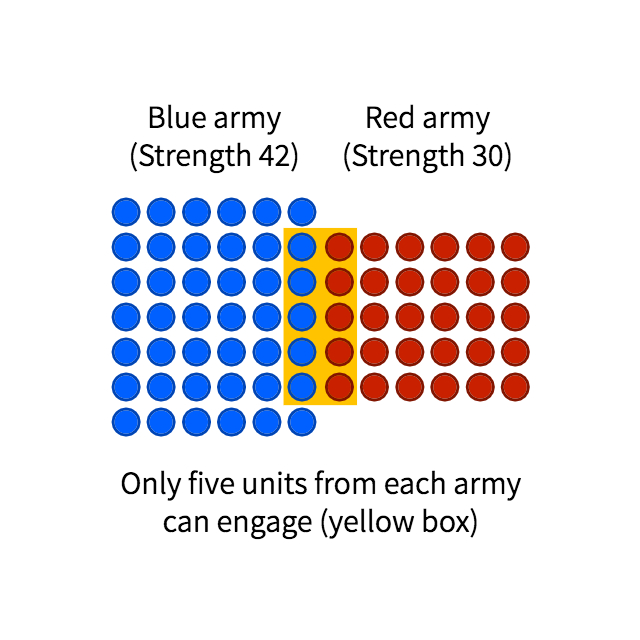 Blue army
(Strength 42)
Red army
(Strength 30)
Only five units from each army
can engage (yellow box)